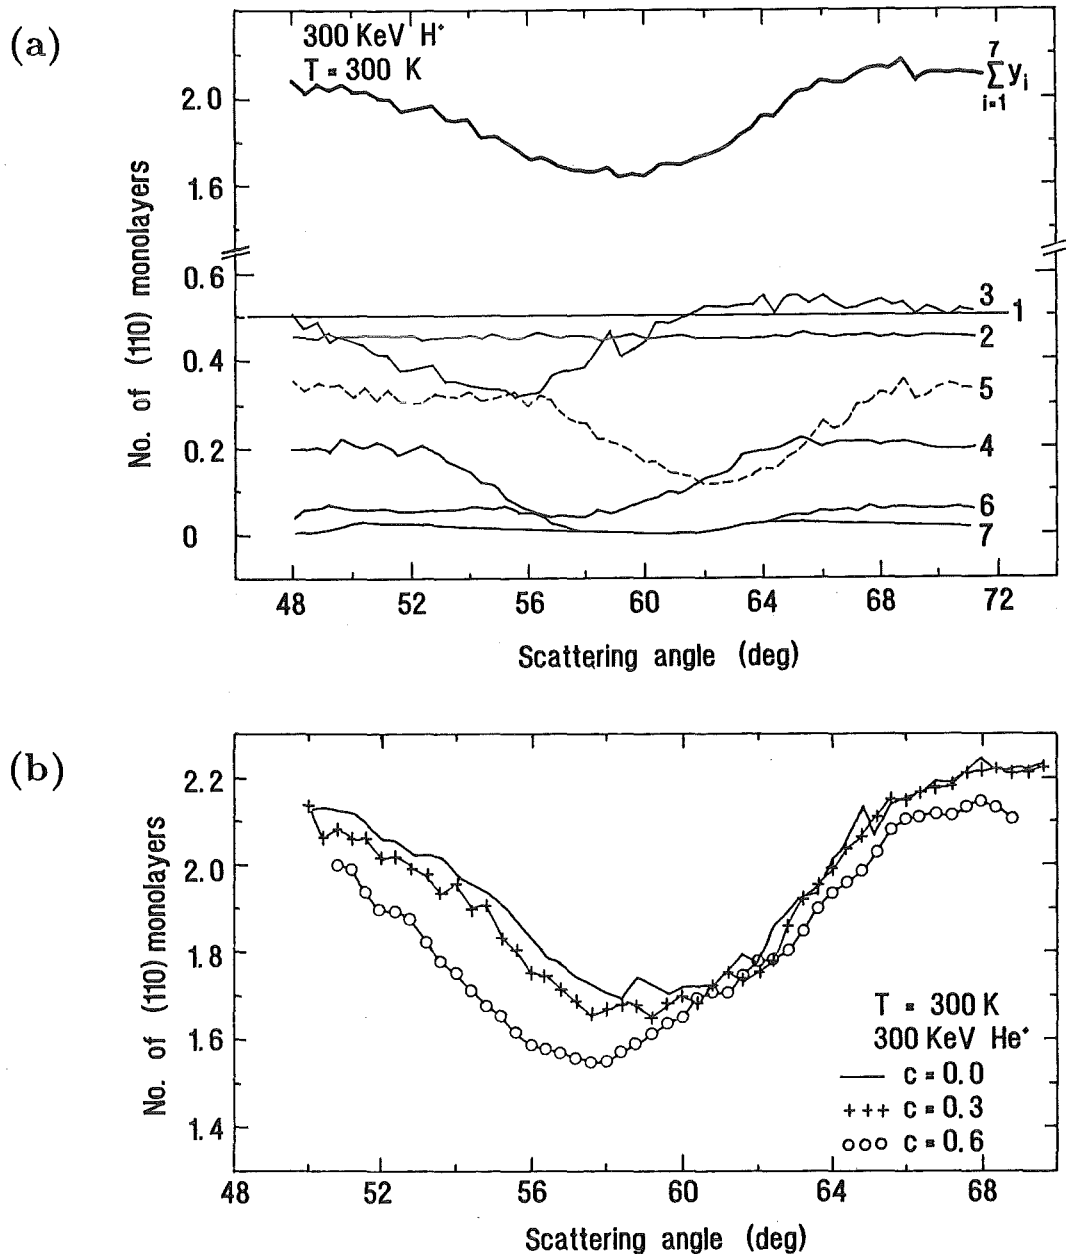 (a)
300 KeV H⁺
T = 300 K
No. of (110) monolayers
2.0
1.6
0.6
0.4
0.2
0
7
Σ yᵢ
i=1
3
1
2
5
4
6
7
48 52 56 60 64 68 72
Scattering angle (deg)
(b)
No. of (110) monolayers
2.2
2.0
1.8
1.6
1.4
T = 300 K
300 KeV He⁺
c = 0.0
+++ c = 0.3
ooo c = 0.6
48 52 56 60 64 68
Scattering angle (deg)